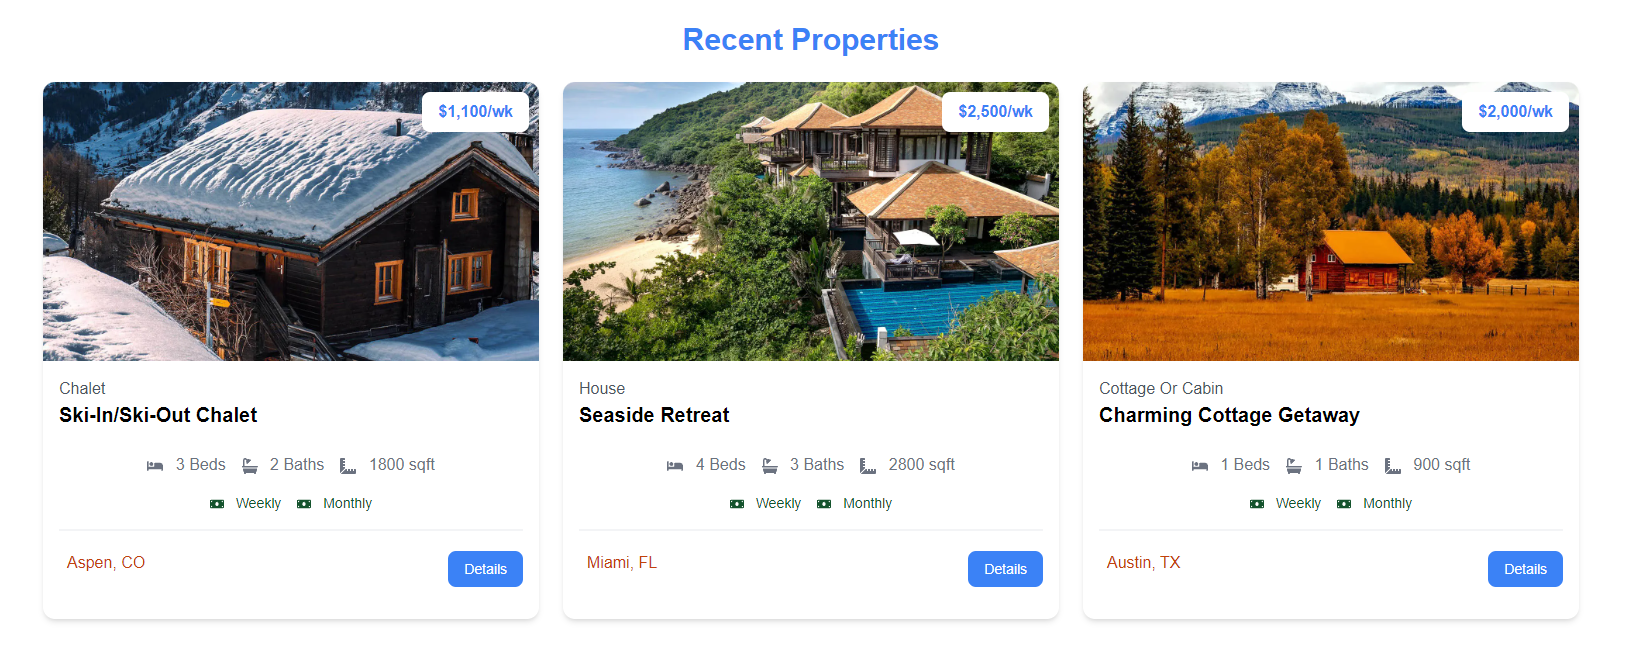 Recent Properties
$1,100/wk
Chalet
Ski-In/Ski-Out Chalet
3 Beds 2 Baths 1800 sqft
Weekly Monthly
Aspen, CO
Details
$2,500/wk
House
Seaside Retreat
4 Beds 3 Baths 2800 sqft
Weekly Monthly
Miami, FL
Details
$2,000/wk
Cottage Or Cabin
Charming Cottage Getaway
1 Beds 1 Baths 900 sqft
Weekly Monthly
Austin, TX
Details